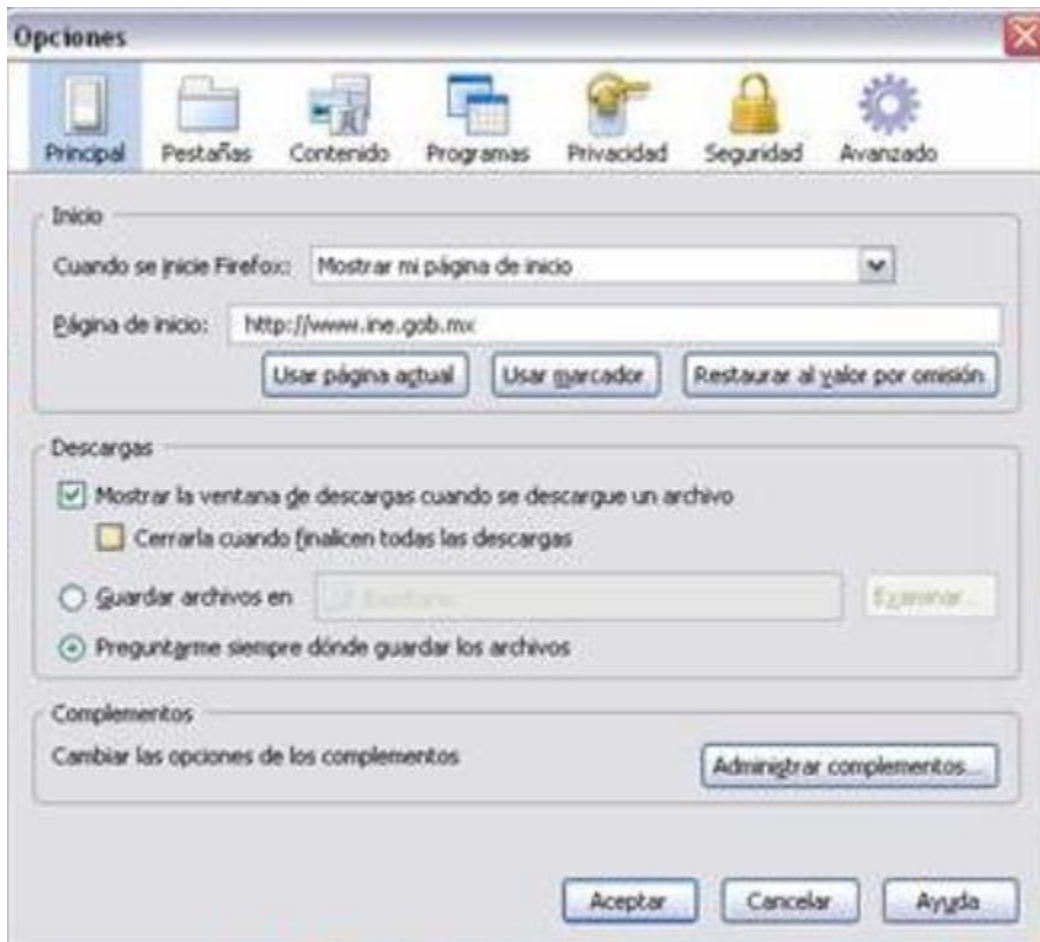 Opciones
Principal Pestañas Contenido Programas Privacidad Seguridad Avanzado
Inicio
Cuando se inicie Firefox: Mostrar mi página de inicio
Página de inicio: http://www.ine.gob.mx
Usar página actual Usar marcador Restaurar al valor por omisión
Descargas
Mostrar la ventana de descargas cuando se descargue un archivo
Cerrarla cuando finalicen todas las descargas
Guardar archivos en Escritorio Examinar...
Preguntarme siempre dónde guardar los archivos
Complementos
Cambiar las opciones de los complementos Administrar complementos...
Aceptar Cancelar Ayuda